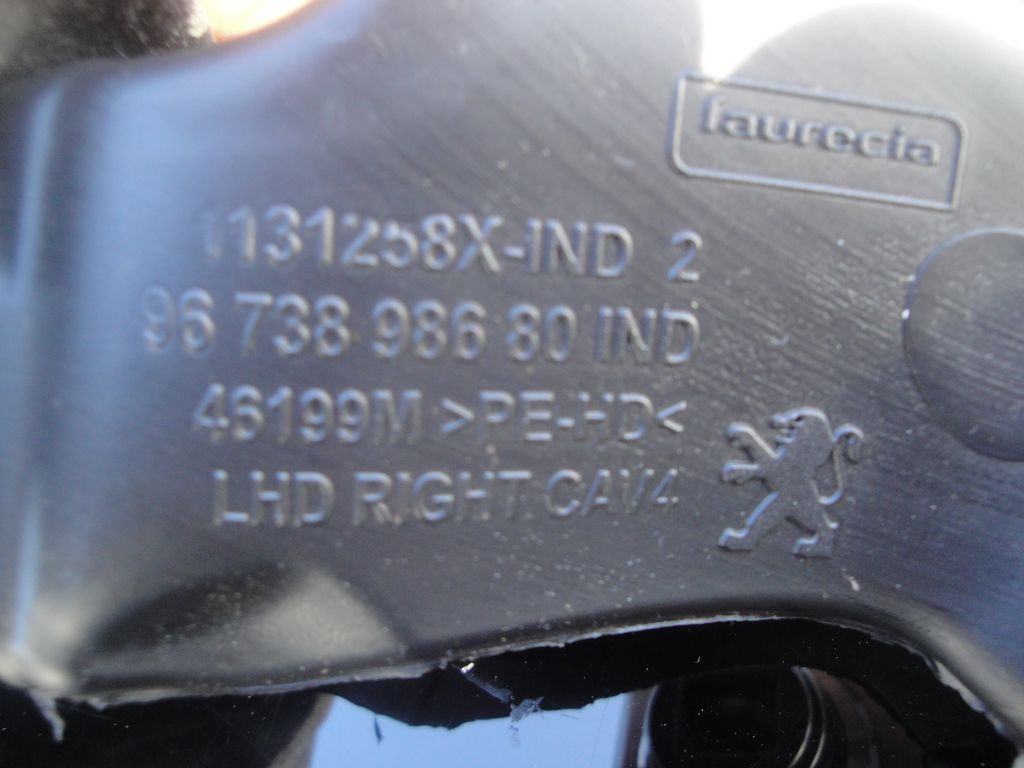 faurecia
1131258X-IND 2
96 738 986 80 IND
46199M >PE-HD<
LHD RIGHT CAV4